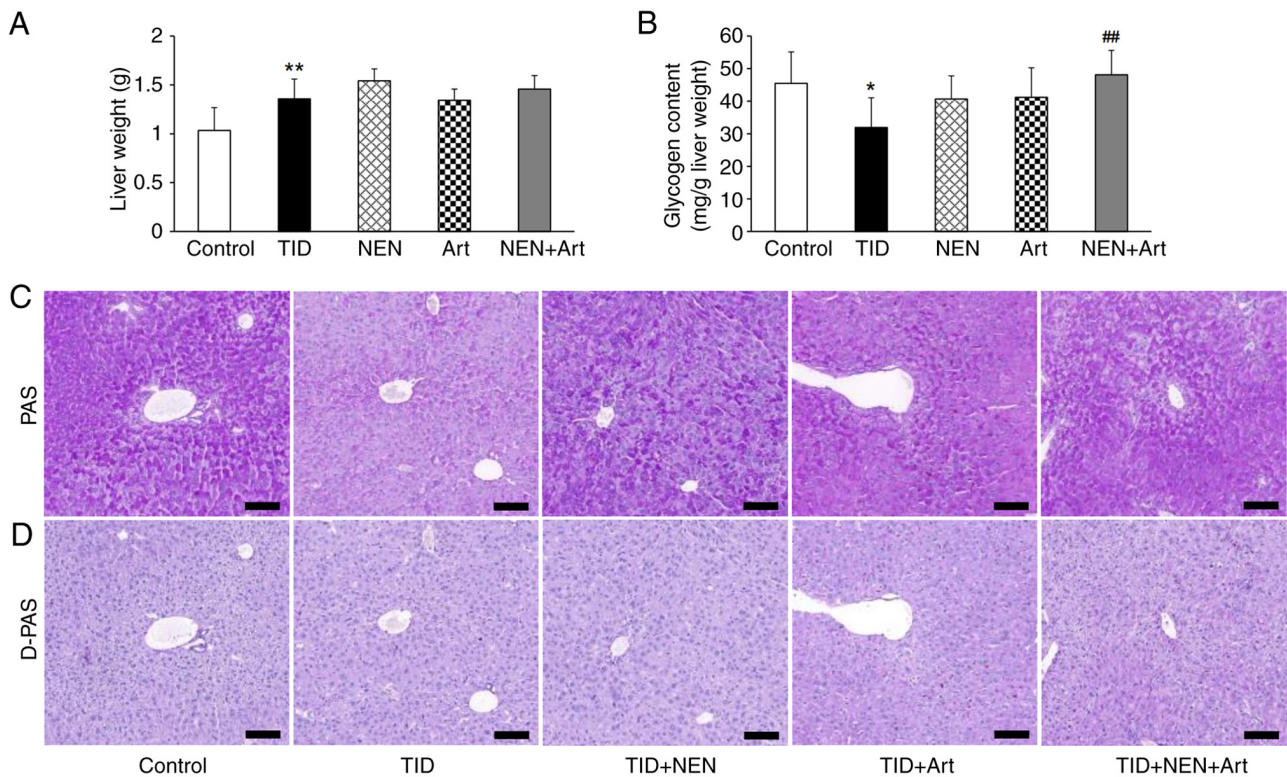 A
Liver weight (g)
2
1.5
1
0.5
0
**
Control
TID
NEN
Art
NEN+Art
B
Glycogen content
(mg/g liver weight)
60
50
40
30
20
10
0
*
##
Control
TID
NEN
Art
NEN+Art
C
PAS
D
D-PAS
Control
TID
TID+NEN
TID+Art
TID+NEN+Art